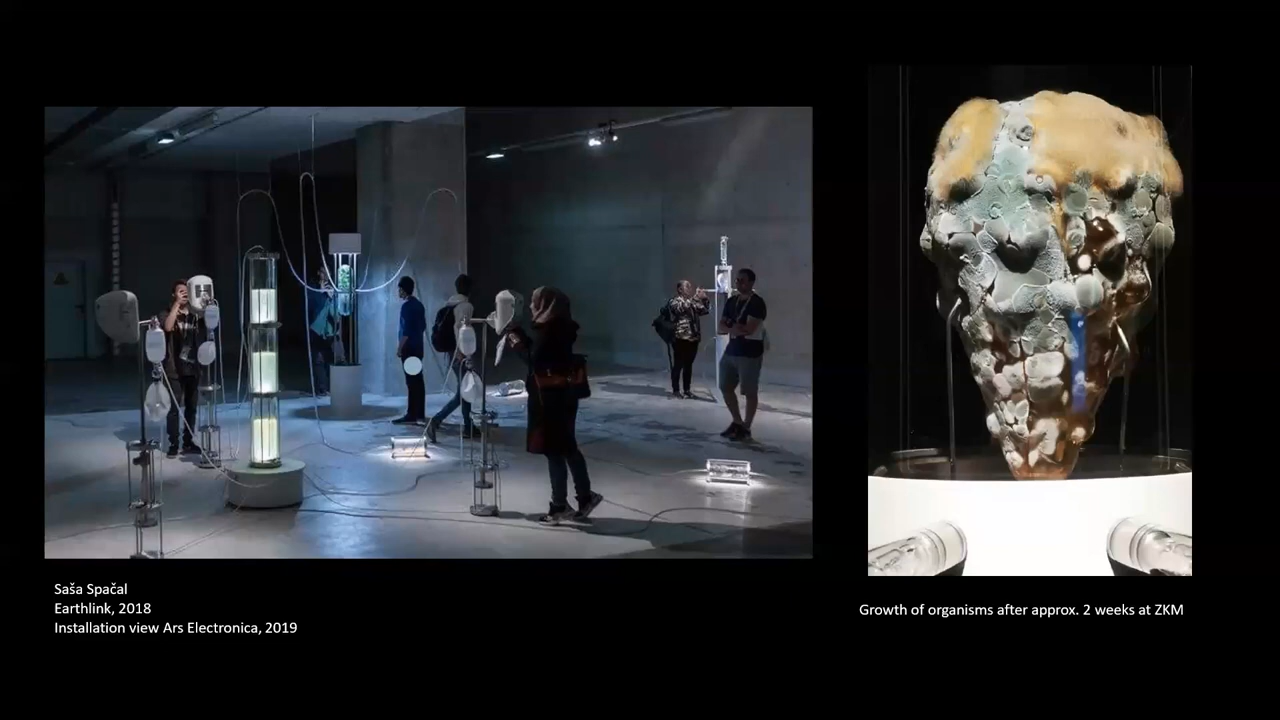 Saša Spačal
Earthlink, 2018
Installation view Ars Electronica, 2019
Growth of organisms after approx. 2 weeks at ZKM